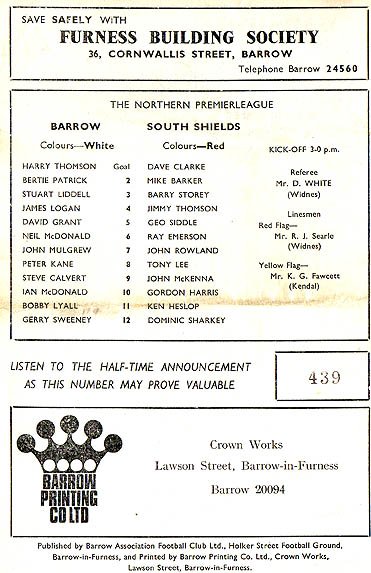 SAVE SAFELY WITH
FURNESS BUILDING SOCIETY
36, CORNWALLIS STREET, BARROW
Telephone Barrow 24560
THE NORTHERN PREMIERLEAGUE
BARROW SOUTH SHIELDS
Colours—White Colours—Red KICK-OFF 3-0 p.m.
HARRY THOMSON Goal DAVE CLARKE
BERTIE PATRICK 2 MIKE BARKER
STUART LIDDELL 3 BARRY STOREY
JAMES LOGAN 4 JIMMY THOMSON
DAVID GRANT 5 GEO SIDDLE
NEIL McDONALD 6 RAY EMERSON
JOHN MULGREW 7 JOHN ROWLAND
PETER KANE 8 TONY LEE
STEVE CALVERT 9 JOHN McKENNA
IAN McDONALD 10 GORDON HARRIS
BOBBY LYALL 11 KEN HESLOP
GERRY SWEENEY 12 DOMINIC SHARKEY
Referee
Mr. D. WHITE
(Widnes)
Linesmen
Red Flag—
Mr. R. J. Searle
(Widnes)
Yellow Flag—
Mr. K. G. Fawcett
(Kendal)
LISTEN TO THE HALF-TIME ANNOUNCEMENT
AS THIS NUMBER MAY PROVE VALUABLE
439
BARROW
PRINTING
CO LTD
Crown Works
Lawson Street, Barrow-in-Furness
Barrow 20094
Published by Barrow Association Football Club Ltd., Holker Street Football Ground,
Barrow-in-Furness, and Printed by Barrow Printing Co. Ltd., Crown Works,
Lawson Street, Barrow-in-Furness.